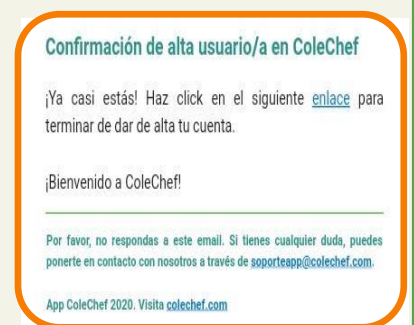 Confirmación de alta usuario/a en ColeChef
¡Ya casi estás! Haz click en el siguiente enlace para
terminar de dar de alta tu cuenta.
¡Bienvenido a ColeChef!
Por favor, no respondas a este email. Si tienes cualquier duda, puedes
ponerte en contacto con nosotros a través de soporteapp@colechef.com.
App ColeChef 2020. Visita colechef.com